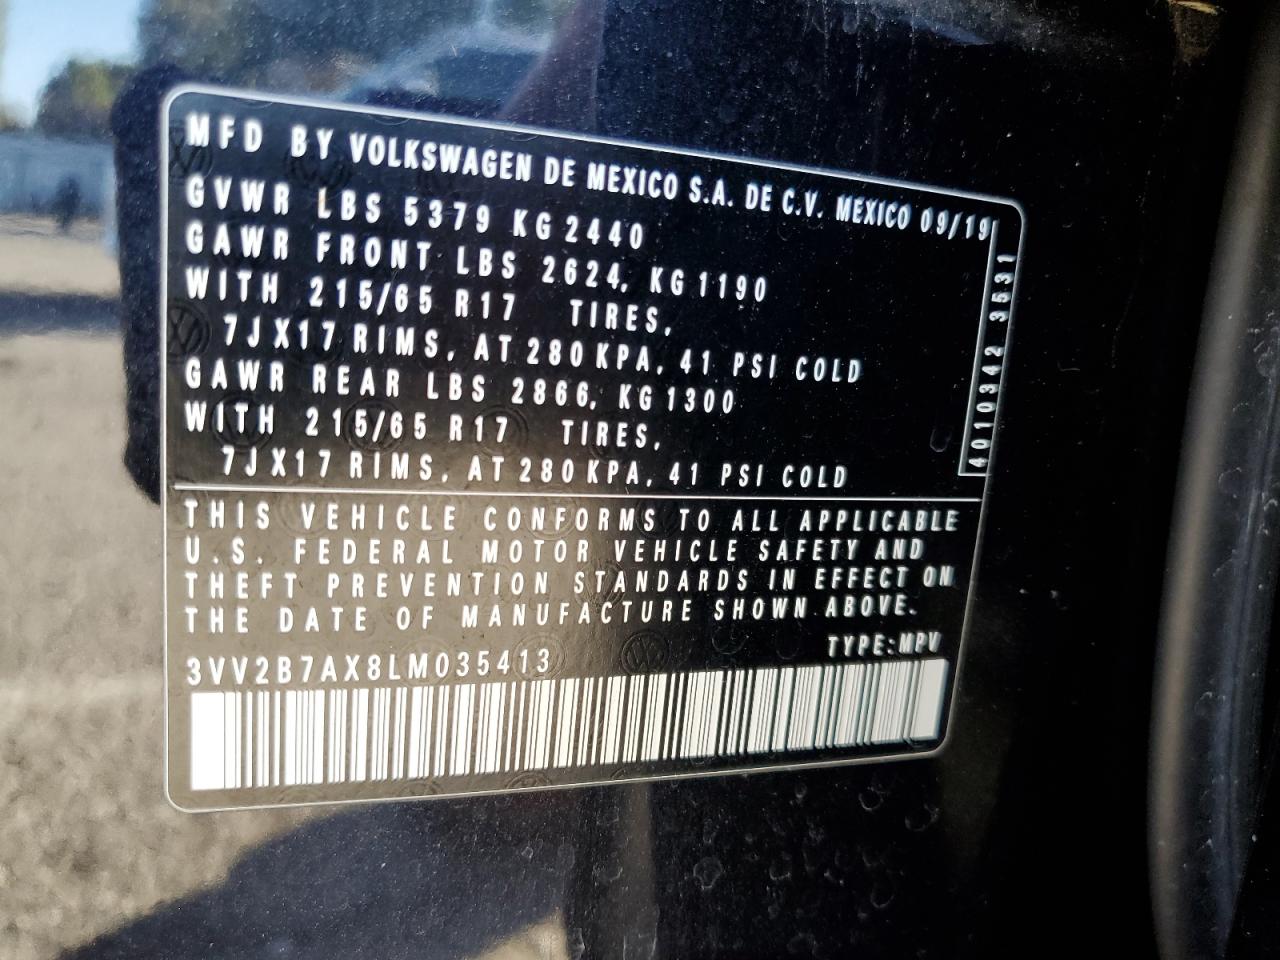 MFD BY VOLKSWAGEN DE MEXICO S.A. DE C.V. MEXICO 09/19
GVWR LBS 5379 KG 2440
GAWR FRONT LBS 2624, KG 1190
WITH 215/65 R17 TIRES,
7JX17 RIMS, AT 280 KPA, 41 PSI COLD
GAWR REAR LBS 2866, KG 1300
WITH 215/65 R17 TIRES,
7JX17 RIMS, AT 280 KPA, 41 PSI COLD
4010342 3531
THIS VEHICLE CONFORMS TO ALL APPLICABLE
U.S. FEDERAL MOTOR VEHICLE SAFETY AND
THEFT PREVENTION STANDARDS IN EFFECT ON
THE DATE OF MANUFACTURE SHOWN ABOVE.
TYPE:MPV
3VV2B7AX8LM035413